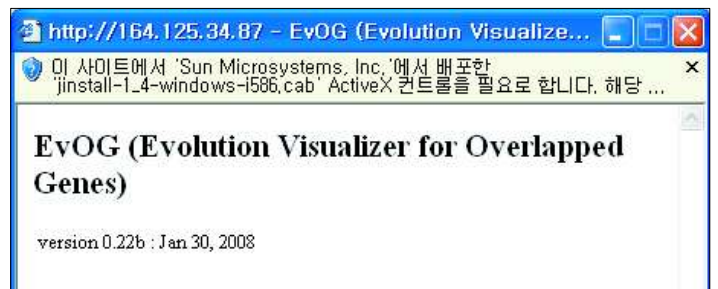 http://164.125.34.87 - EvOG (Evolution Visualize...
이 사이트에서 'Sun Microsystems, Inc.'에서 배포한
'jinstall-1_4-windows-i586.cab' ActiveX 컨트롤을 필요로 합니다. 해당 ...
EvOG (Evolution Visualizer for Overlapped
Genes)
version 0.22b : Jan 30, 2008